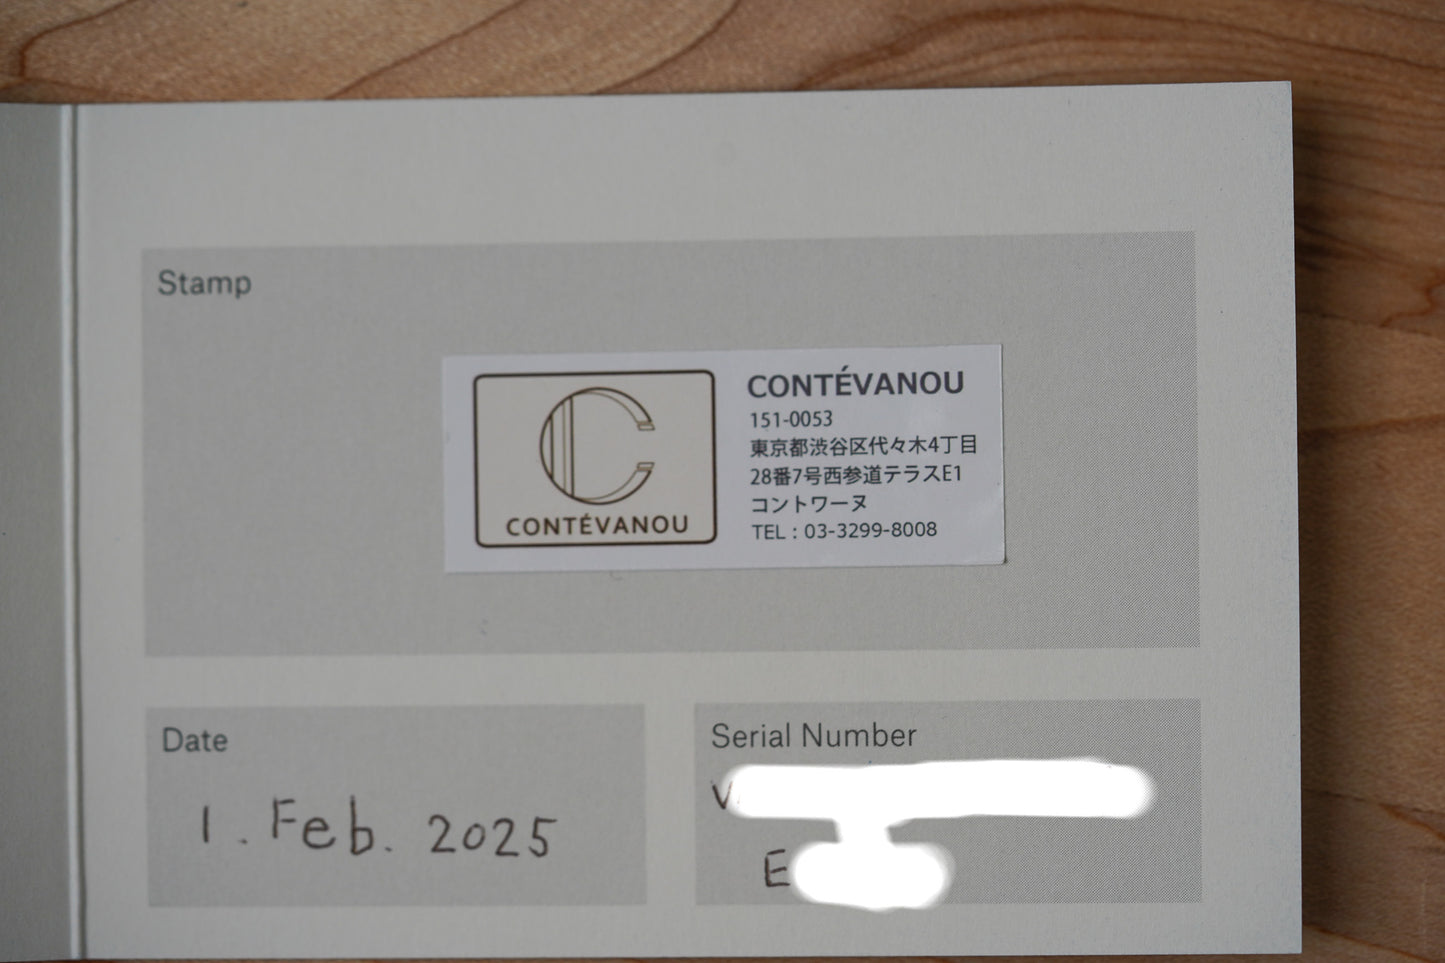 Stamp
CONTÉVANOU
CONTÉVANOU
151-0053
東京都渋谷区代々木4丁目
28番7号西参道テラスE1
コントワーヌ
TEL : 03-3299-8008
Date
1. Feb. 2025
Serial Number
V
E